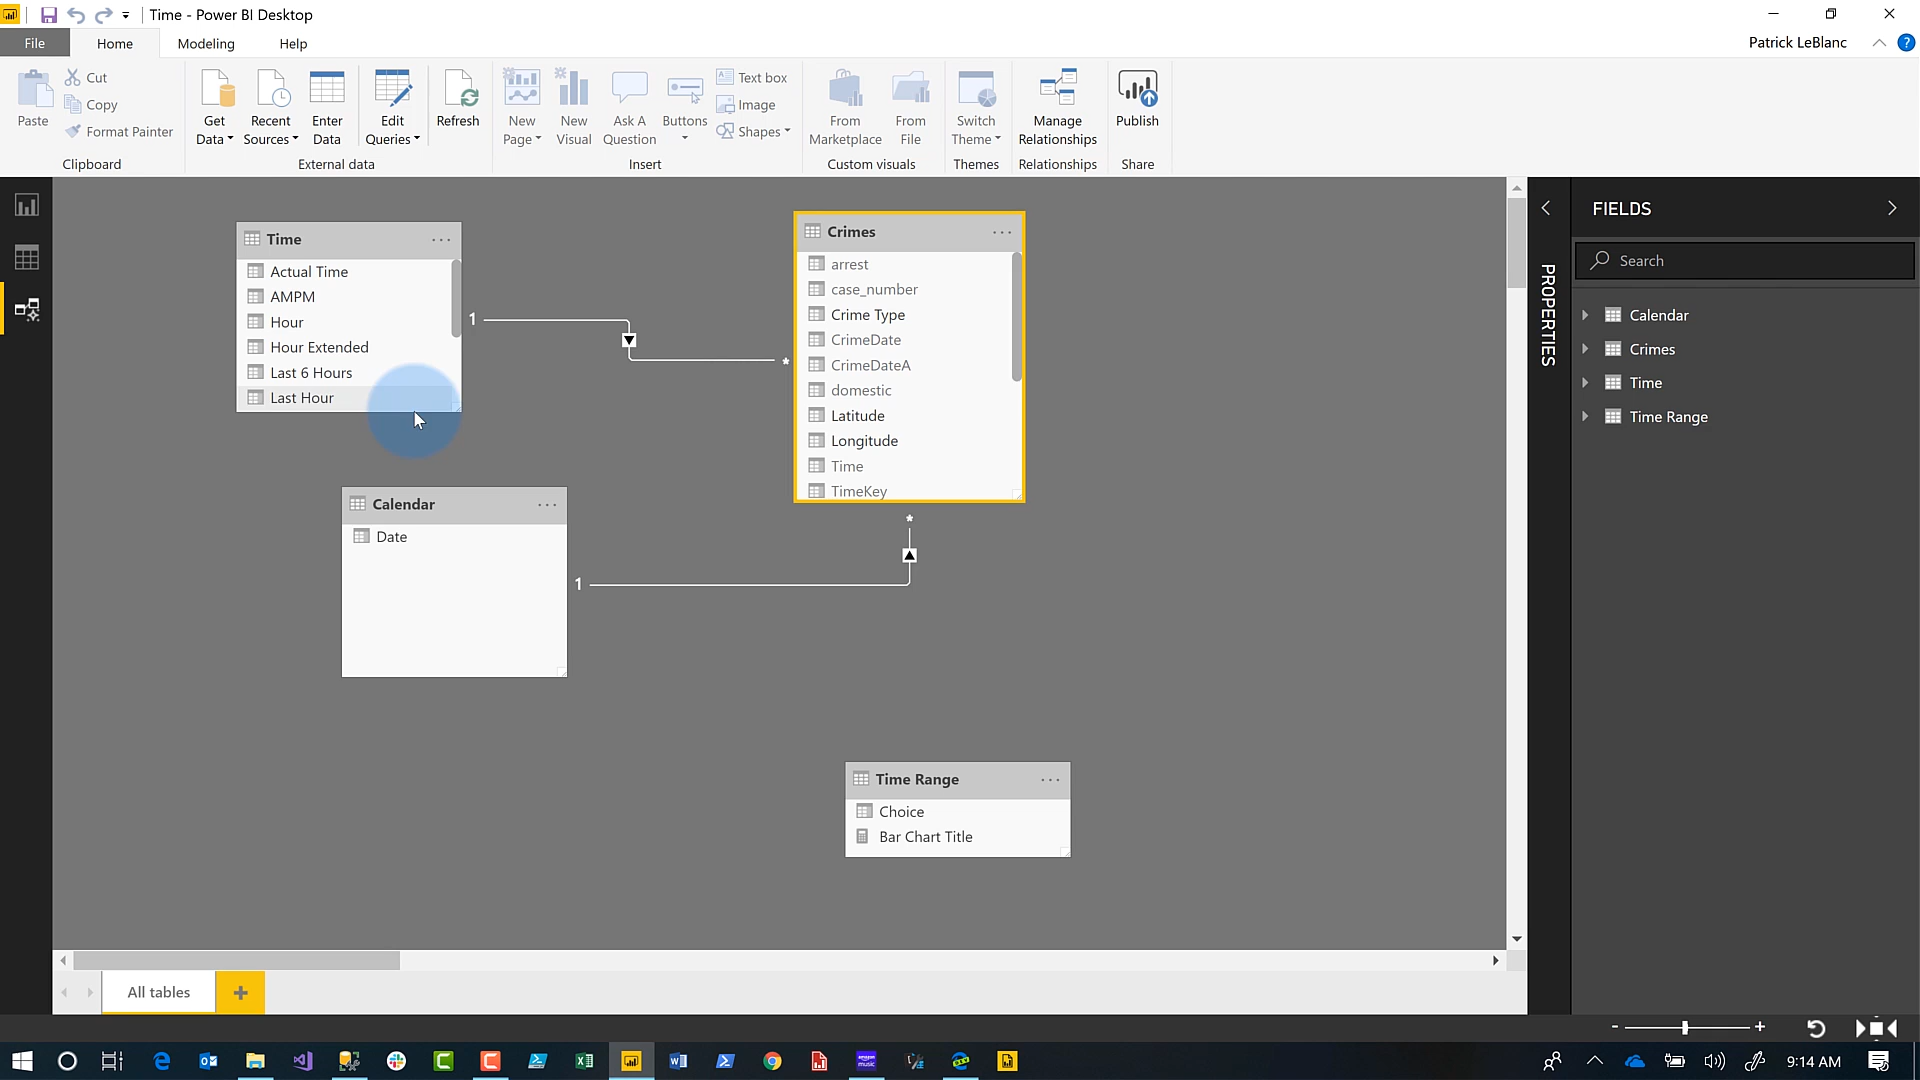 Time - Power BI Desktop
File
Home
Modeling
Help
Patrick LeBlanc
?
Paste
Cut
Copy
Format Painter
Clipboard
Get Data
Recent Sources
Enter Data
Edit Queries
Refresh
External data
New Page
New Visual
Ask A Question
Buttons
Text box
Image
Shapes
Insert
From Marketplace
From File
Custom visuals
Switch Theme
Themes
Manage Relationships
Relationships
Publish
Share
Time
...
Actual Time
AMPM
Hour
Hour Extended
Last 6 Hours
Last Hour
1
*
Crimes
...
arrest
case_number
Crime Type
CrimeDate
CrimeDateA
domestic
Latitude
Longitude
Time
TimeKey
*
Calendar
...
Date
1
Time Range
...
Choice
Bar Chart Title
PROPERTIES
FIELDS
Search
Calendar
Crimes
Time
Time Range
All tables
+
- +
9:14 AM